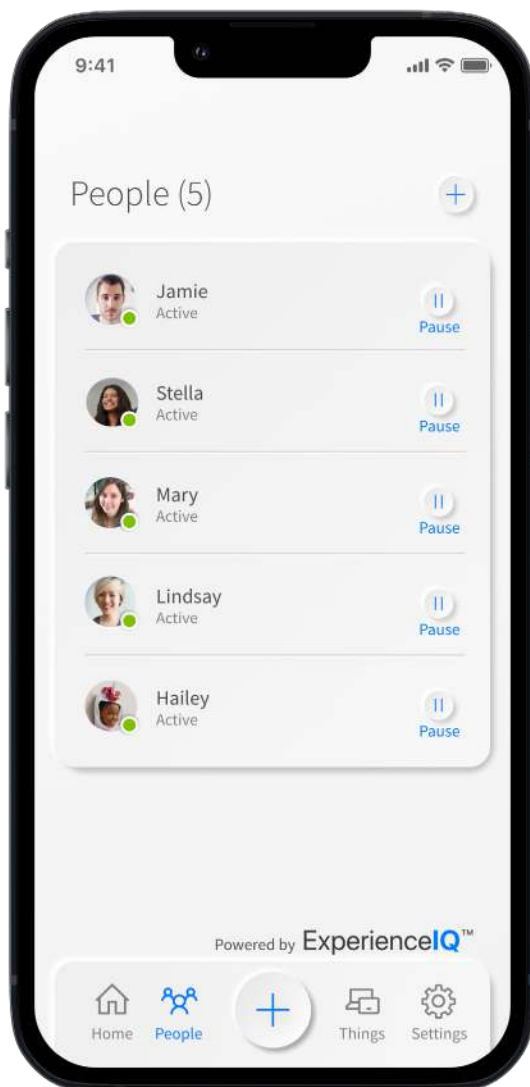 9:41
People (5)
Jamie
Active
Pause
Stella
Active
Pause
Mary
Active
Pause
Lindsay
Active
Pause
Hailey
Active
Pause
Powered by ExperienceIQ™
Home
People
Things
Settings